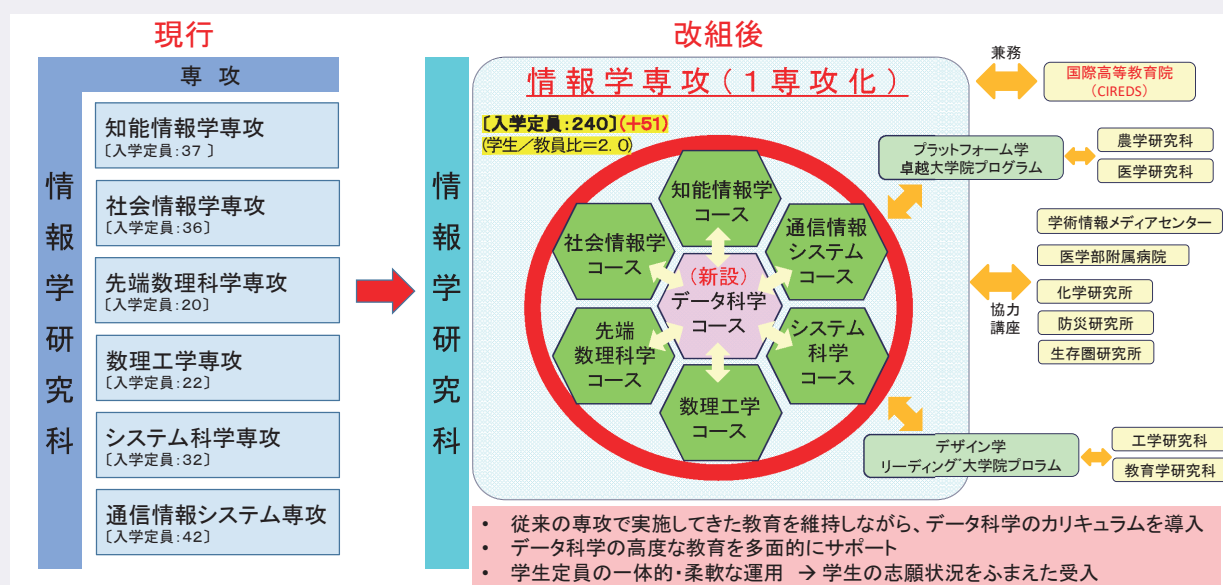 現行
専攻
情報学研究科
知能情報学専攻
〔入学定員:37 〕
社会情報学専攻
〔入学定員:36〕
先端数理科学専攻
〔入学定員:20〕
数理工学専攻
〔入学定員:22〕
システム科学専攻
〔入学定員:32〕
通信情報システム専攻
〔入学定員:42〕
改組後
情報学研究科
情報学専攻(1専攻化)
〔入学定員:240〕(+51)
(学生/教員比=2.0)
知能情報学
コース
社会情報学
コース
通信情報
システム
コース
(新設)
データ科学
コース
先端
数理科学
コース
システム
科学
コース
数理工学
コース
兼務
国際高等教育院
(CIREDS)
プラットフォーム学
卓越大学院プログラム
農学研究科
医学研究科
学術情報メディアセンター
医学部附属病院
化学研究所
防災研究所
生存圏研究所
協力
講座
デザイン学
リーディング大学院プロラム
工学研究科
教育学研究科
• 従来の専攻で実施してきた教育を維持しながら、データ科学のカリキュラムを導入
• データ科学の高度な教育を多面的にサポート
• 学生定員の一体的・柔軟な運用 → 学生の志願状況をふまえた受入